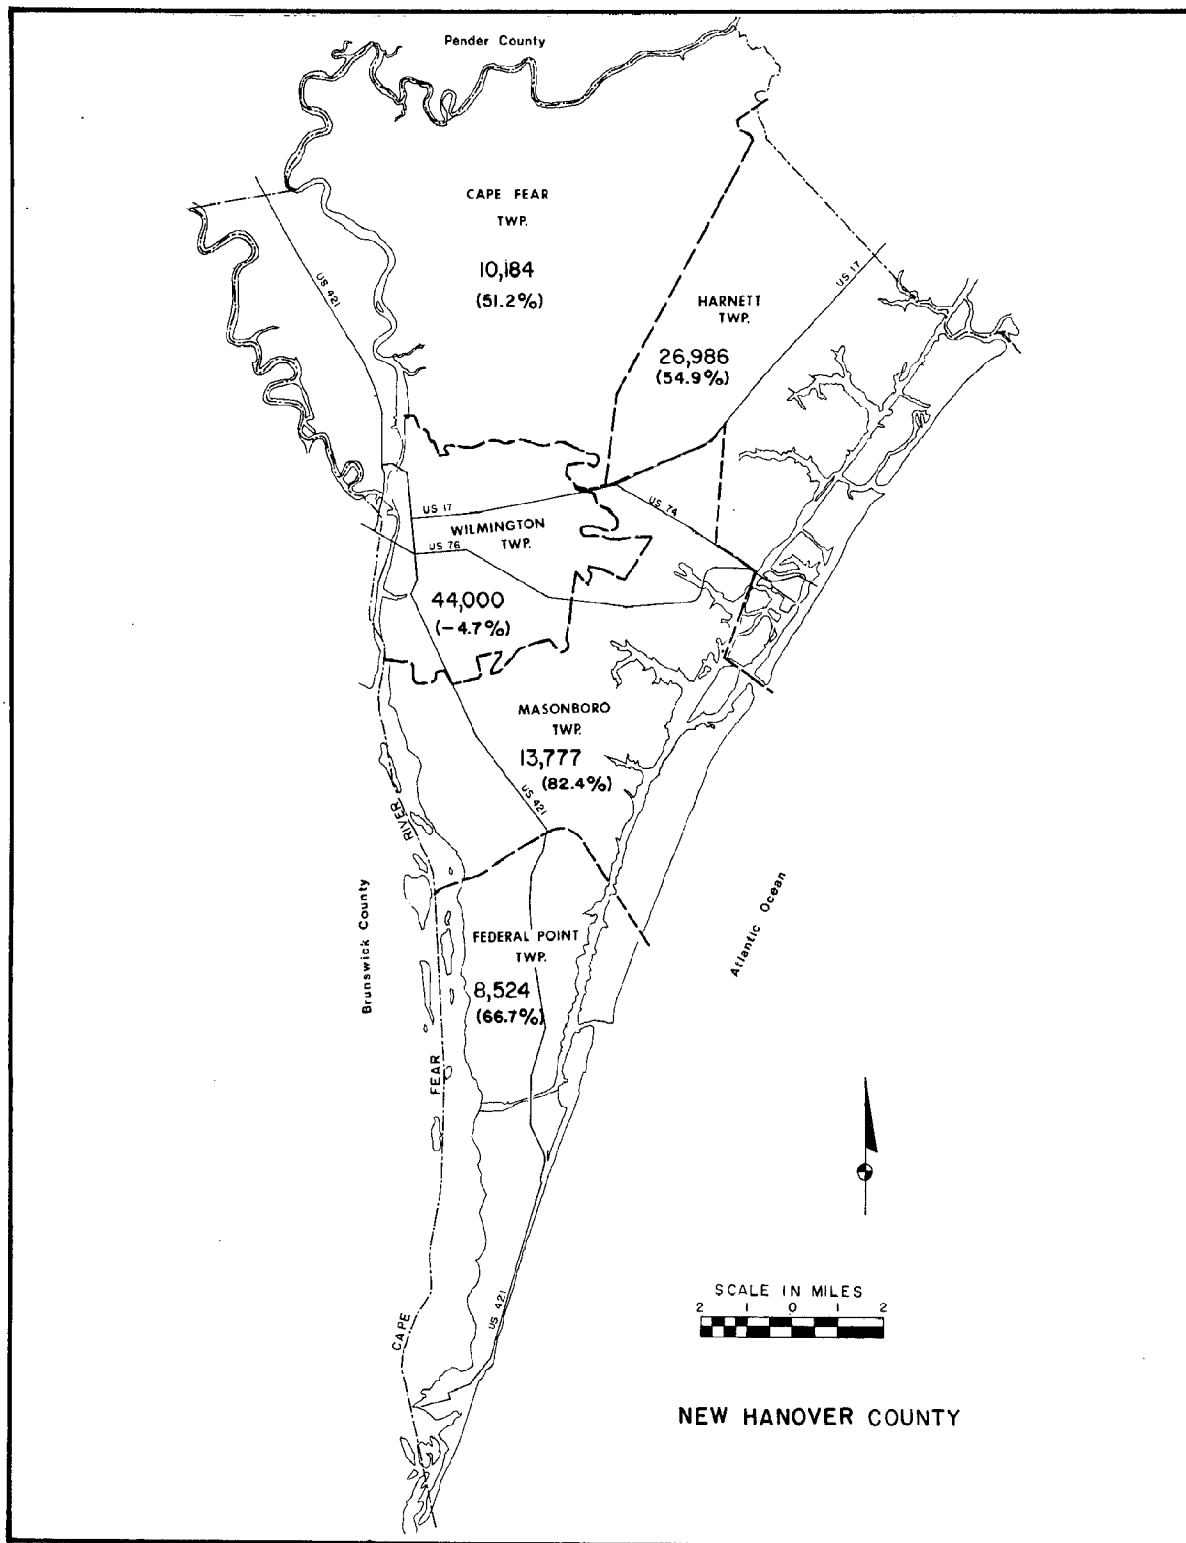 Pender County
CAPE FEAR
TWP.
10,184
(51.2%)
US 421
US 17
HARNETT
TWP.
26,986
(54.9%)
US 17
US 74
WILMINGTON
TWP.
US 76
44,000
(-4.7%)
MASONBORO
TWP.
13,777
(82.4%)
US 421
RIVER
Brunswick County
Atlantic Ocean
FEDERAL POINT
TWP.
8,524
(66.7%)
FEAR
CAPE
US 421
SCALE IN MILES
2 1 0 1 2
NEW HANOVER COUNTY